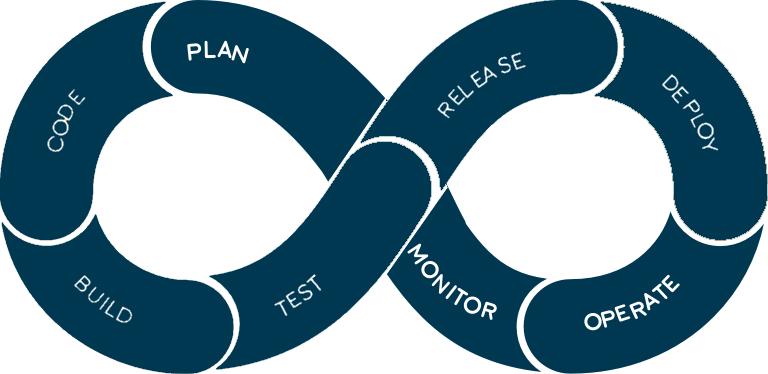 PLAN
CODE
BUILD
TEST
RELEASE
DEPLOY
OPERATE
MONITOR